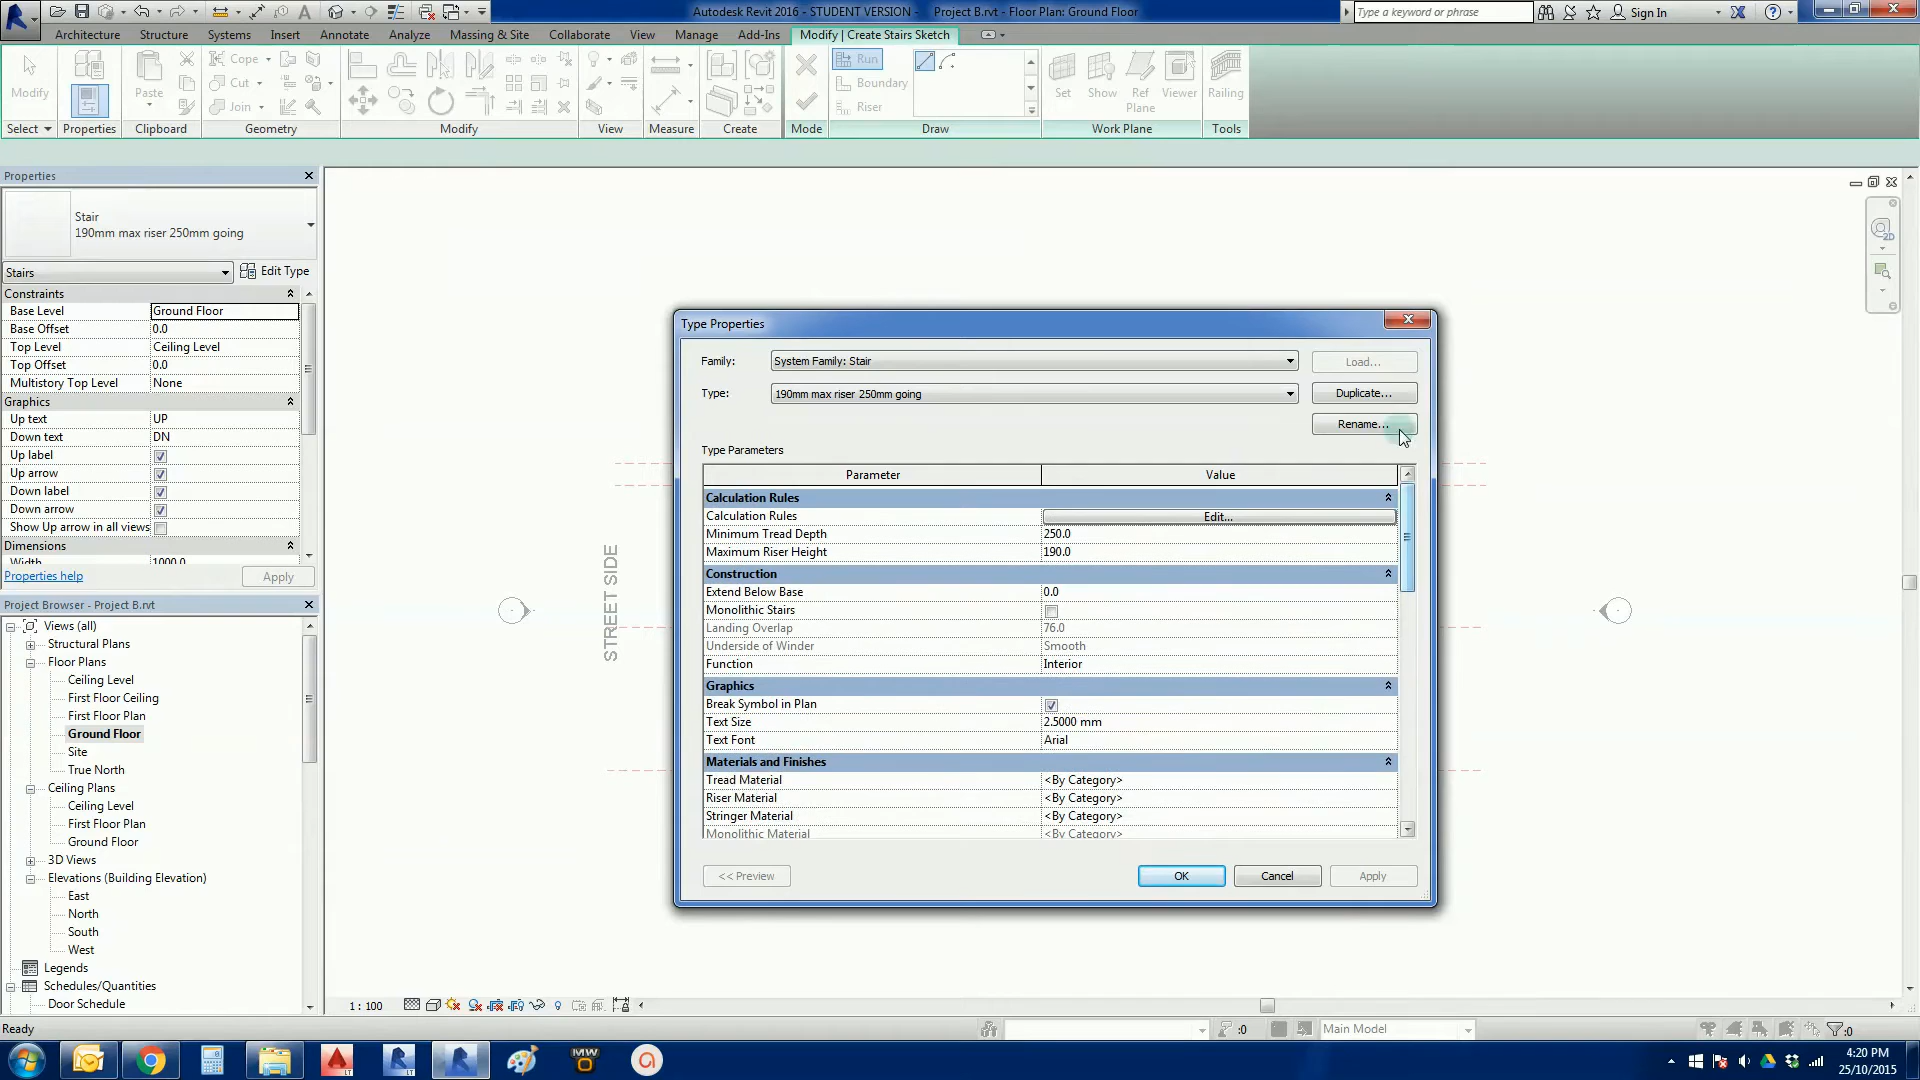 Autodesk Revit 2016 - STUDENT VERSION - Project B.rvt - Floor Plan: Ground Floor
Type a keyword or phrase
Sign In
Architecture Structure Systems Insert Annotate Analyze Massing & Site Collaborate View Manage Add-Ins Modify | Create Stairs Sketch
Modify
Paste
Cope
Cut
Join
Run
Boundary
Riser
Set Show Ref Plane Viewer Railing
Select Properties Clipboard Geometry Modify View Measure Create Mode Draw Work Plane Tools
Properties
Stair
190mm max riser 250mm going
Stairs Edit Type
Constraints
Base Level Ground Floor
Base Offset 0.0
Top Level Ceiling Level
Top Offset 0.0
Multistory Top Level None
Graphics
Up text UP
Down text DN
Up label
Up arrow
Down label
Down arrow
Show Up arrow in all views
Dimensions
Width 1000.0
Properties help Apply
Project Browser - Project B.rvt
Views (all)
Structural Plans
Floor Plans
Ceiling Level
First Floor Ceiling
First Floor Plan
Ground Floor
Site
True North
Ceiling Plans
Ceiling Level
First Floor Plan
Ground Floor
3D Views
Elevations (Building Elevation)
East
North
South
West
Legends
Schedules/Quantities
Door Schedule
STREET SIDE
2D
Type Properties
Family: System Family: Stair Load...
Type: 190mm max riser 250mm going Duplicate...
Rename...
Type Parameters
Parameter Value
Calculation Rules
Calculation Rules Edit...
Minimum Tread Depth 250.0
Maximum Riser Height 190.0
Construction
Extend Below Base 0.0
Monolithic Stairs
Landing Overlap 76.0
Underside of Winder Smooth
Function Interior
Graphics
Break Symbol in Plan
Text Size 2.5000 mm
Text Font Arial
Materials and Finishes
Tread Material <By Category>
Riser Material <By Category>
Stringer Material <By Category>
Monolithic Material <By Category>
<< Preview OK Cancel Apply
1 : 100
Ready
:0 Main Model :0
4:20 PM
25/10/2015